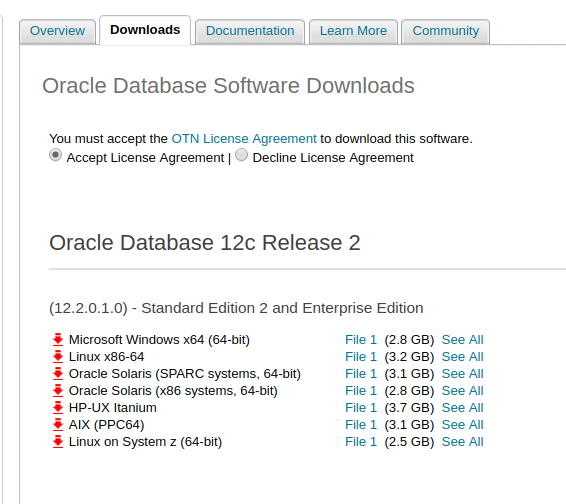 Overview Downloads Documentation Learn More Community
Oracle Database Software Downloads
You must accept the OTN License Agreement to download this software.
Accept License Agreement | Decline License Agreement
Oracle Database 12c Release 2
(12.2.0.1.0) - Standard Edition 2 and Enterprise Edition
Microsoft Windows x64 (64-bit) File 1 (2.8 GB) See All
Linux x86-64 File 1 (3.2 GB) See All
Oracle Solaris (SPARC systems, 64-bit) File 1 (3.1 GB) See All
Oracle Solaris (x86 systems, 64-bit) File 1 (2.8 GB) See All
HP-UX Itanium File 1 (3.7 GB) See All
AIX (PPC64) File 1 (3.1 GB) See All
Linux on System z (64-bit) File 1 (2.5 GB) See All